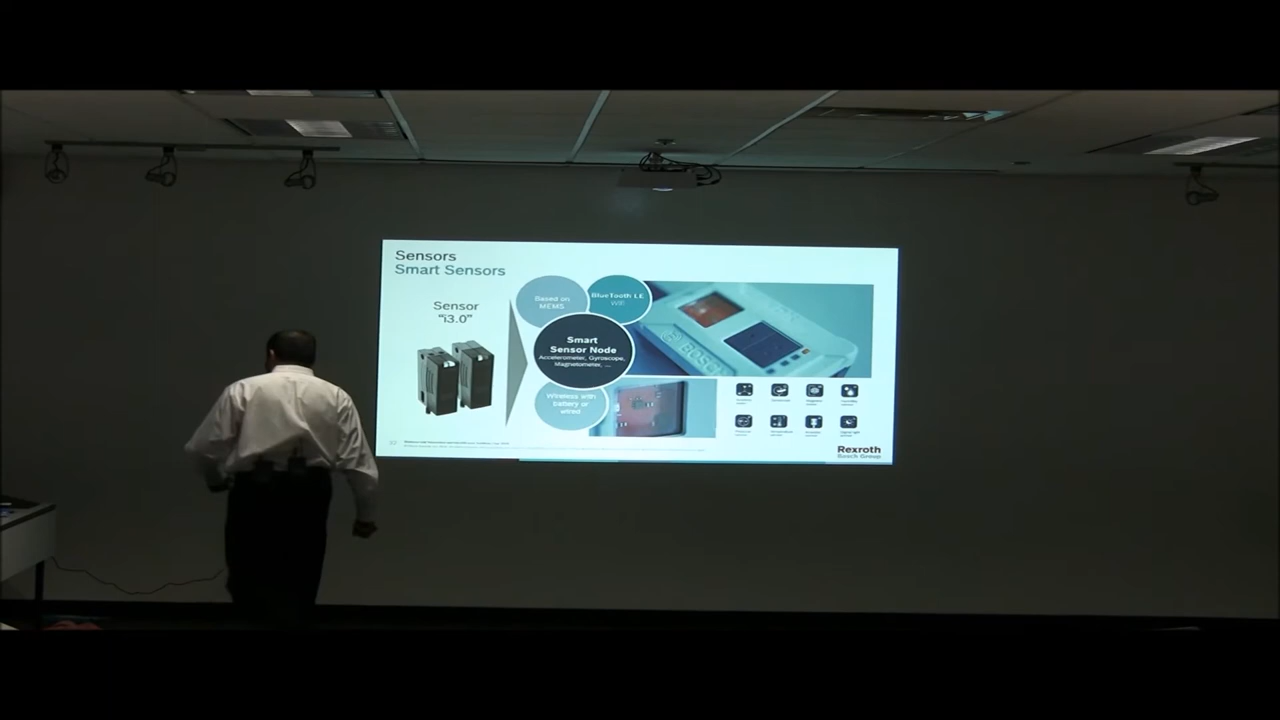 Sensors
Smart Sensors
Sensor
"i3.0"
Based on
MEMS
BlueTooth LE
WiFi
Smart
Sensor Node
Accelerometer, Gyroscope,
Magnetometer, ...
Wireless with
battery or
wired
BOSCH
Rexroth
Bosch Group